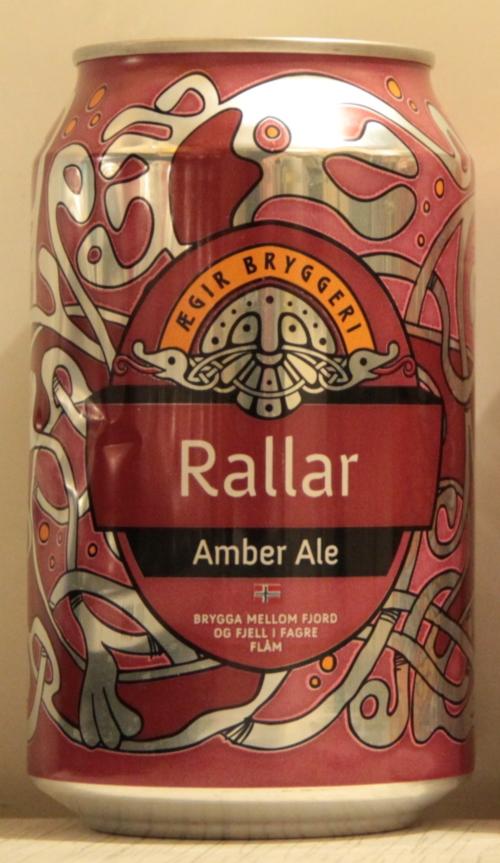 ÆGIR BRYGGERI
Rallar
Amber Ale
BRYGGA MELLOM FJORD
OG FJELL I FAGRE
FLÅM